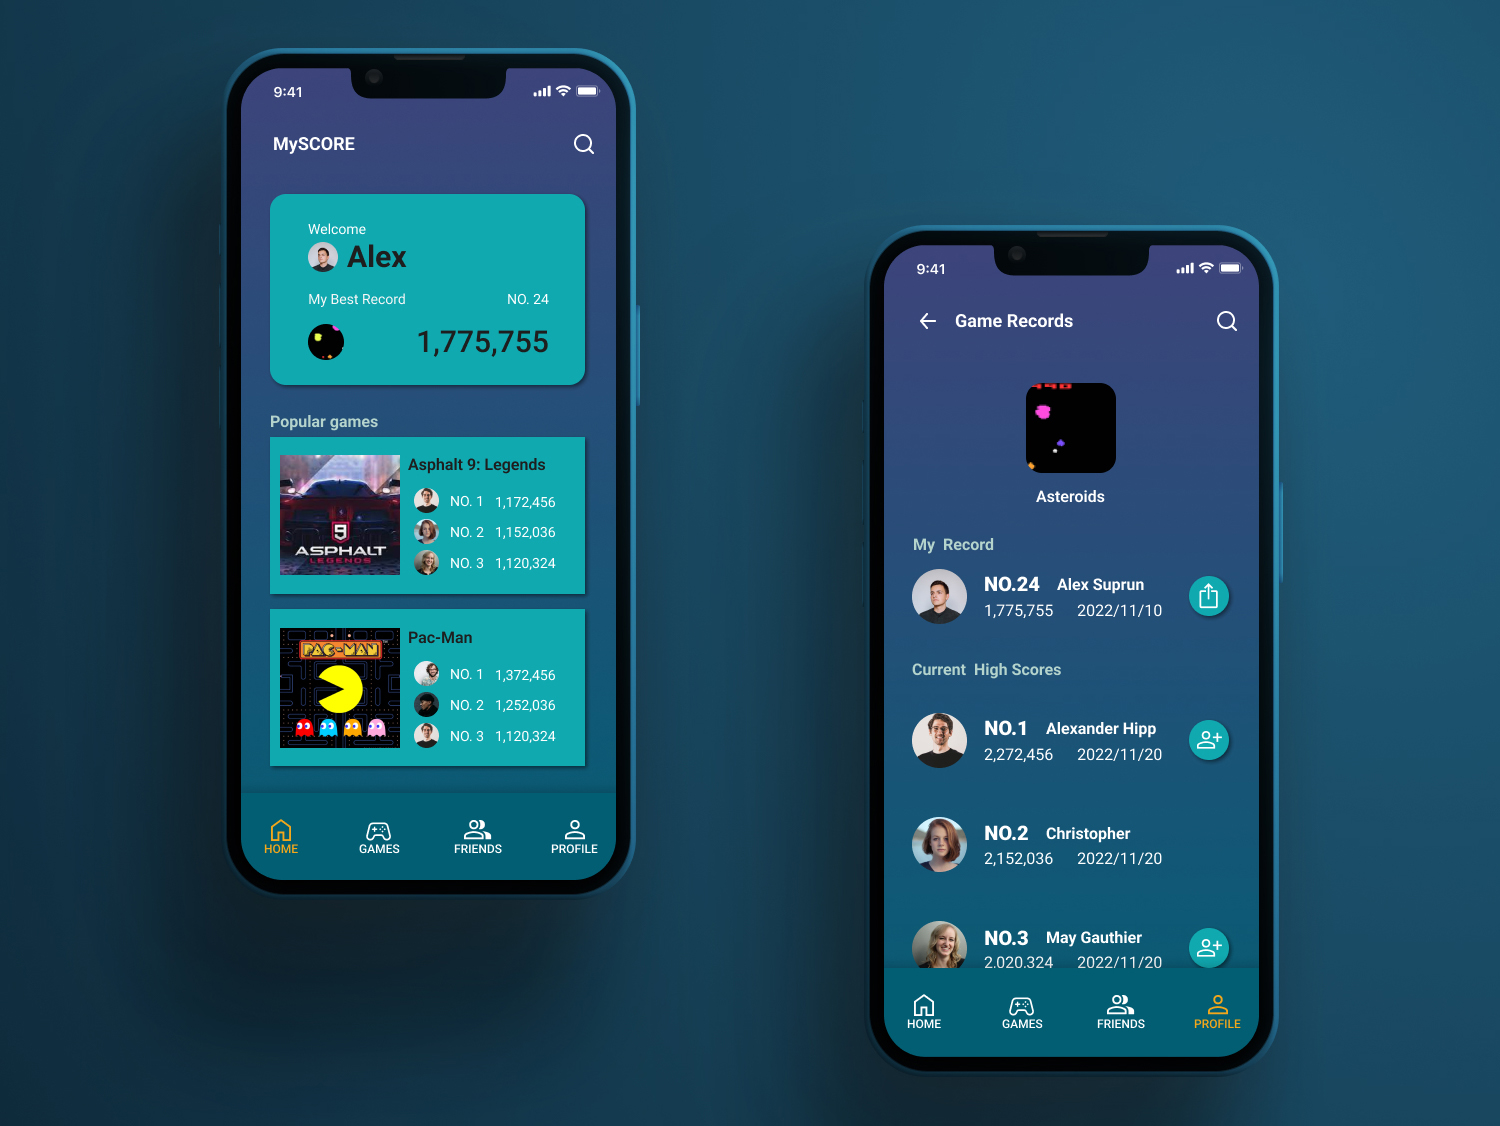 9:41
MySCORE
Welcome
Alex
My Best Record NO. 24
1,775,755
Popular games
Asphalt 9: Legends
NO. 1 1,172,456
NO. 2 1,152,036
NO. 3 1,120,324
9
ASPHALT
LEGENDS
Pac-Man
PAC-MAN
NO. 1 1,372,456
NO. 2 1,252,036
NO. 3 1,120,324
HOME GAMES FRIENDS PROFILE
9:41
Game Records
Asteroids
My Record
NO.24 Alex Suprun
1,775,755 2022/11/10
Current High Scores
NO.1 Alexander Hipp
2,272,456 2022/11/20
NO.2 Christopher
2,152,036 2022/11/20
NO.3 May Gauthier
2,020,324 2022/11/20
HOME GAMES FRIENDS PROFILE